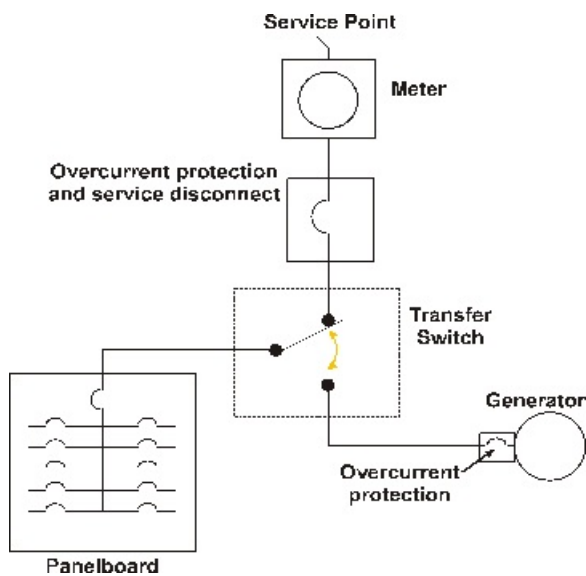 Service Point
Meter
Overcurrent protection
and service disconnect
Transfer
Switch
Generator
Overcurrent
protection
Panelboard